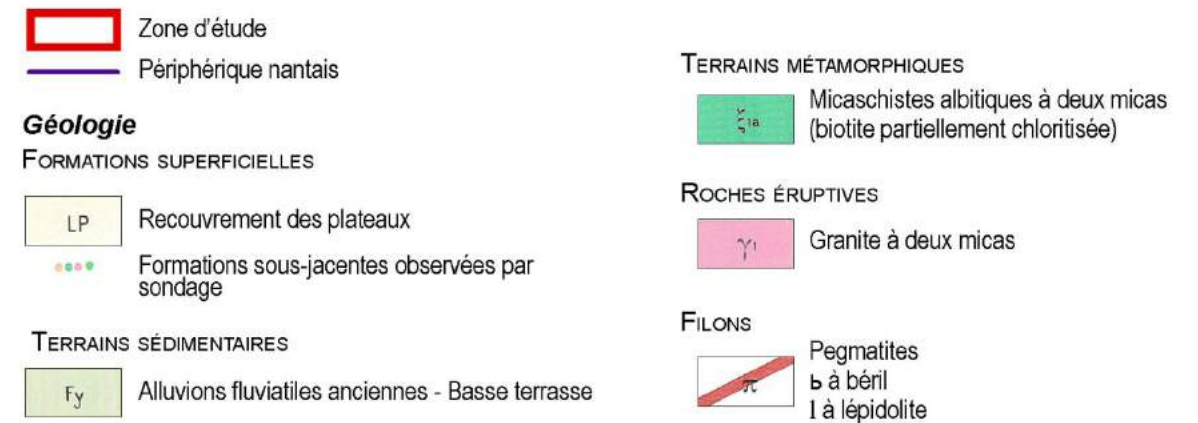 Zone d'étude
Périphérique nantais
Géologie
FORMATIONS SUPERFICIELLES
LP Recouvrement des plateaux
Formations sous-jacentes observées par
sondage
TERRAINS SÉDIMENTAIRES
Fy Alluvions fluviatiles anciennes - Basse terrasse
TERRAINS MÉTAMORPHIQUES
ξ1a Micaschistes albitiques à deux micas
(biotite partiellement chloritisée)
ROCHES ÉRUPTIVES
γ1 Granite à deux micas
FILONS
Pegmatites
π b à béril
l à lépidolite